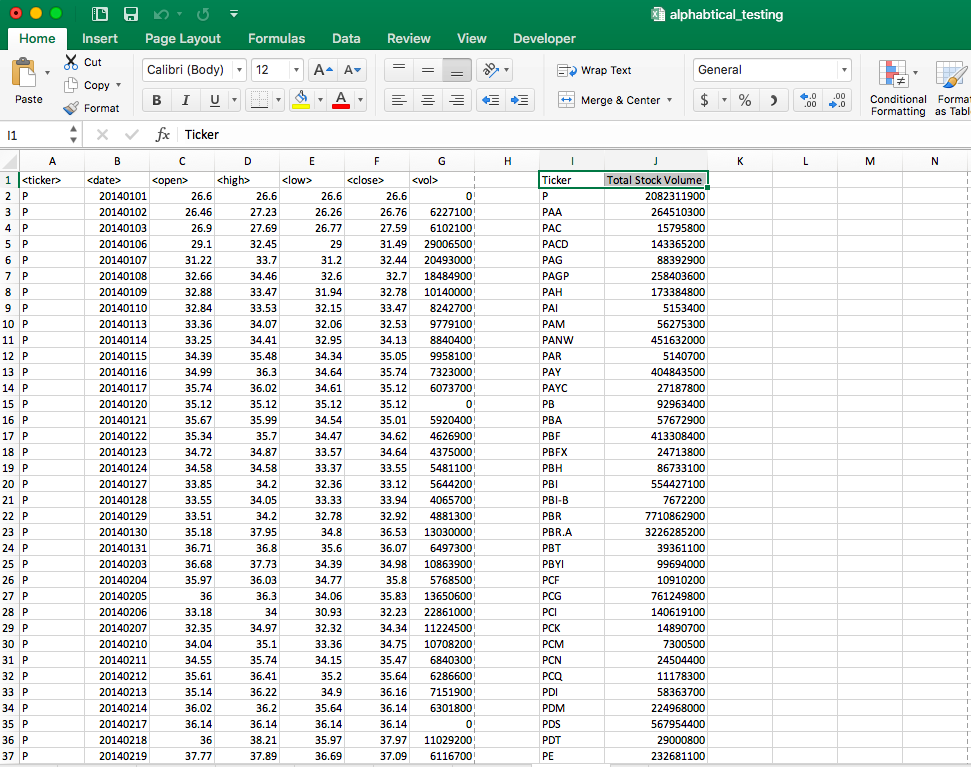 alphabtical_testing
Home Insert Page Layout Formulas Data Review View Developer
Paste Cut Copy Format
Calibri (Body) 12 A A
B I U A
Wrap Text
Merge & Center
General
$ % )
Conditional Formatting
Format as Table
I1 fx Ticker
A B C D E F G H I J K L M N
1 <ticker> <date> <open> <high> <low> <close> <vol> Ticker Total Stock Volume
2 P 20140101 26.6 26.6 26.6 26.6 0 P 2082311900
3 P 20140102 26.46 27.23 26.26 26.76 6227100 PAA 264510300
4 P 20140103 26.9 27.69 26.77 27.59 6102100 PAC 15795800
5 P 20140106 29.1 32.45 29 31.49 29006500 PACD 143365200
6 P 20140107 31.22 33.7 31.2 32.44 20493000 PAG 88392900
7 P 20140108 32.66 34.46 32.6 32.7 18484900 PAGP 258403600
8 P 20140109 32.88 33.47 31.94 32.78 10140000 PAH 173384800
9 P 20140110 32.84 33.53 32.15 33.47 8242700 PAI 5153400
10 P 20140113 33.36 34.07 32.06 32.53 9779100 PAM 56275300
11 P 20140114 33.25 34.41 32.95 34.13 8840400 PANW 451632000
12 P 20140115 34.39 35.48 34.34 35.05 9958100 PAR 5140700
13 P 20140116 34.99 36.3 34.64 35.74 7323000 PAY 404843500
14 P 20140117 35.74 36.02 34.61 35.12 6073700 PAYC 27187800
15 P 20140120 35.12 35.12 35.12 35.12 0 PB 92963400
16 P 20140121 35.67 35.99 34.54 35.01 5920400 PBA 57672900
17 P 20140122 35.34 35.7 34.47 34.62 4626900 PBF 413308400
18 P 20140123 34.72 34.87 33.57 34.64 4375000 PBFX 24713800
19 P 20140124 34.58 34.58 33.37 33.55 5481100 PBH 86733100
20 P 20140127 33.85 34.2 32.36 33.12 5644200 PBI 554427100
21 P 20140128 33.55 34.05 33.33 33.94 4065700 PBI-B 7672200
22 P 20140129 33.51 34.2 32.78 32.92 4881300 PBR 7710862900
23 P 20140130 35.18 37.95 34.8 36.53 13030000 PBR.A 3226285200
24 P 20140131 36.71 36.8 35.6 36.07 6497300 PBT 39361100
25 P 20140203 36.68 37.73 34.39 34.98 10863900 PBYI 99694000
26 P 20140204 35.97 36.03 34.77 35.8 5768500 PCF 10910200
27 P 20140205 36 36.3 34.06 35.83 13650600 PCG 761249800
28 P 20140206 33.18 34 30.93 32.23 22861000 PCI 140619100
29 P 20140207 32.35 34.97 32.32 34.34 11224500 PCK 14890700
30 P 20140210 34.04 35.1 33.36 34.75 10708200 PCM 7300500
31 P 20140211 34.55 35.74 34.15 35.47 6840300 PCN 24504400
32 P 20140212 35.61 36.41 35.2 35.64 6286600 PCQ 11178300
33 P 20140213 35.14 36.22 34.9 36.16 7151900 PDI 58363700
34 P 20140214 36.02 36.2 35.64 36.14 6301800 PDM 224968000
35 P 20140217 36.14 36.14 36.14 36.14 0 PDS 567954400
36 P 20140218 36 38.21 35.97 37.97 11029200 PDT 29000800
37 P 20140219 37.77 37.89 36.69 37.09 6116700 PE 232681100